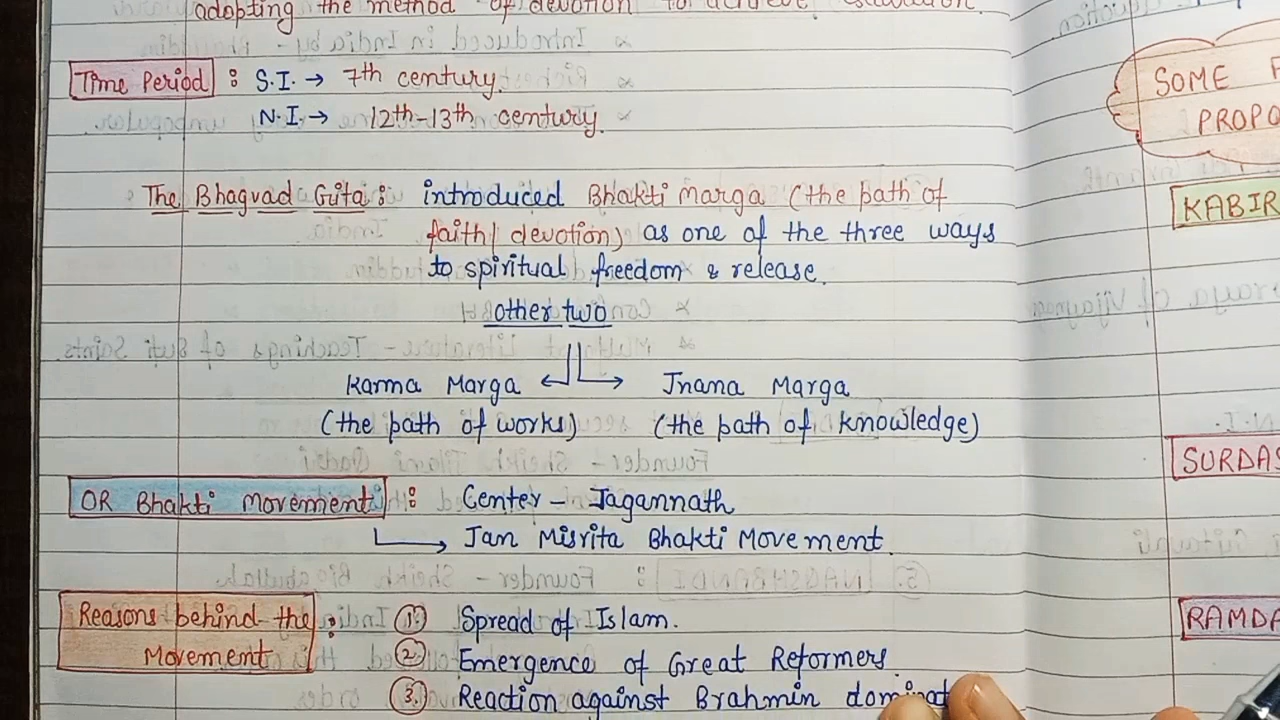 adopting the method of devotion to achieve salvation.
Time Period : S.I. → 7th century.
N.I. → 12th-13th century.
The Bhagvad Gita : introduced Bhakti Marga (the path of
faith/devotion) as one of the three ways
to spiritual freedom & release.
other two
Karma Marga ← → Jnana Marga
(the path of works) (the path of knowledge)
OR Bhakti Movement : Center - Jagannath
→ Jan Misrita Bhakti Movement.
Reasons behind the : ① Spread of Islam.
Movement ② Emergence of Great Reformers.
③ Reaction against Brahmin dominat
SOME
PROPO
KABIR
N.I.
SURDAS
RAMDA